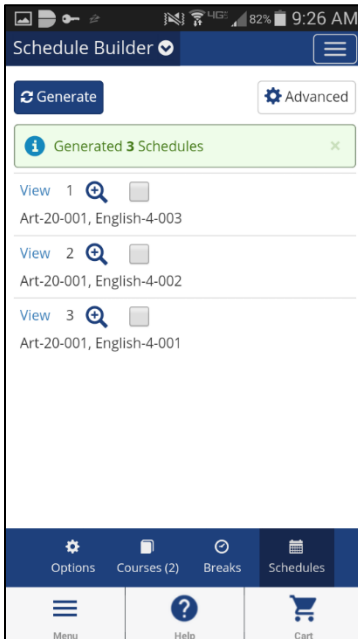 4GE 82% 9:26 AM
Schedule Builder
Generate Advanced
Generated 3 Schedules ×
View 1
Art-20-001, English-4-003
View 2
Art-20-001, English-4-002
View 3
Art-20-001, English-4-001
Options Courses (2) Breaks Schedules
Menu Help Cart